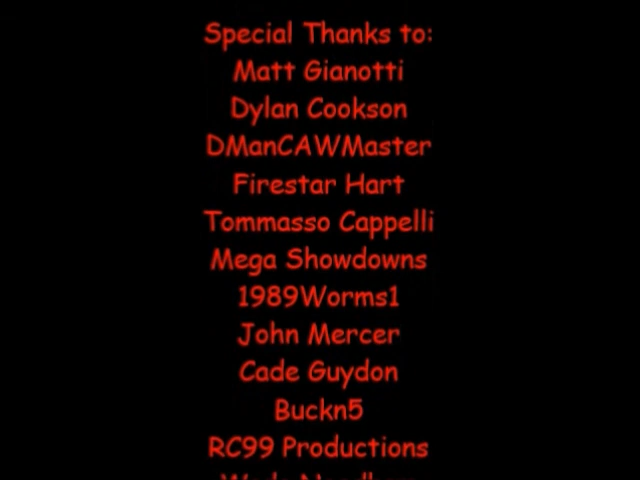 Special Thanks to:
Matt Gianotti
Dylan Cookson
DManCAWMaster
Firestar Hart
Tommasso Cappelli
Mega Showdowns
1989Worms1
John Mercer
Cade Guydon
Buckn5
RC99 Productions